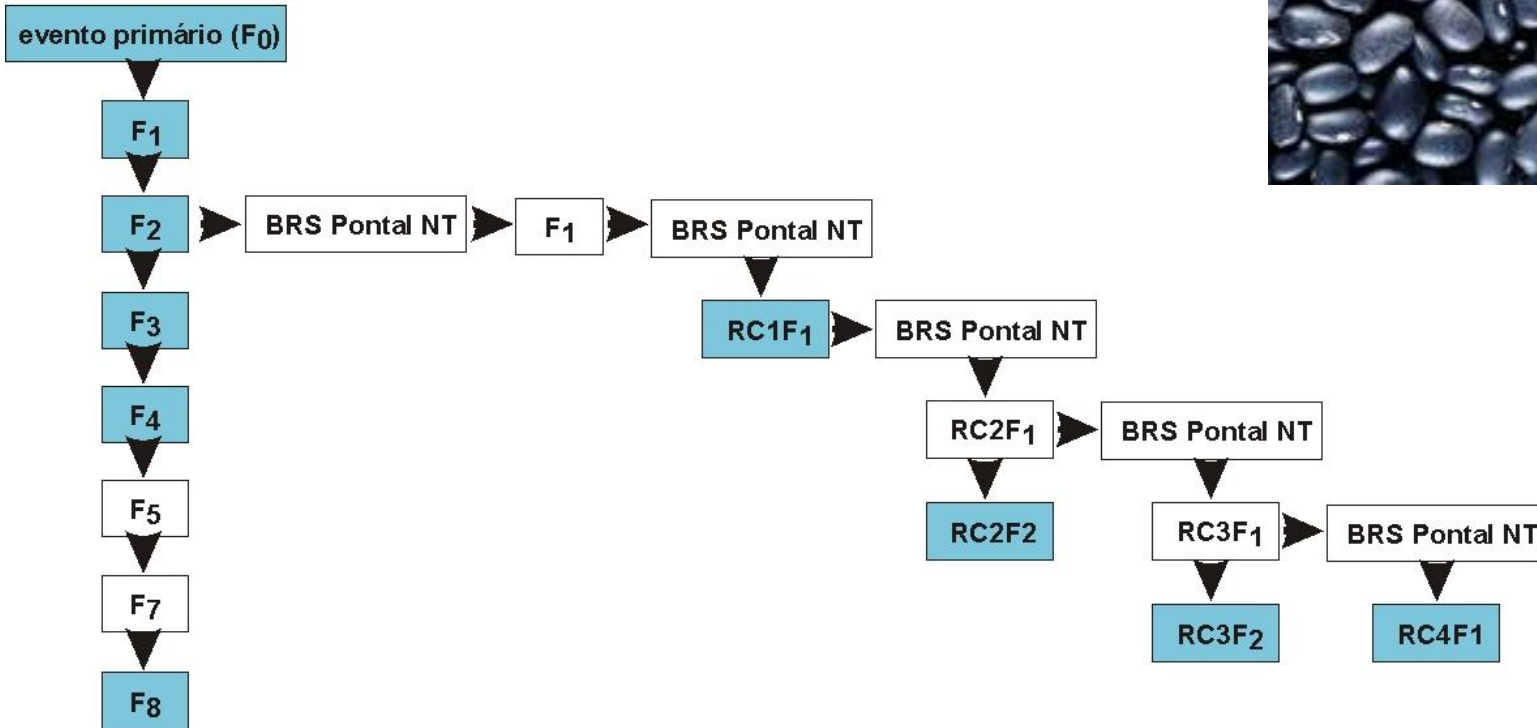 evento primário (F0)
F1
F2
BRS Pontal NT
F1
BRS Pontal NT
F3
RC1F1
BRS Pontal NT
F4
RC2F1
BRS Pontal NT
F5
RC2F2
RC3F1
BRS Pontal NT
F7
RC3F2
RC4F1
F8